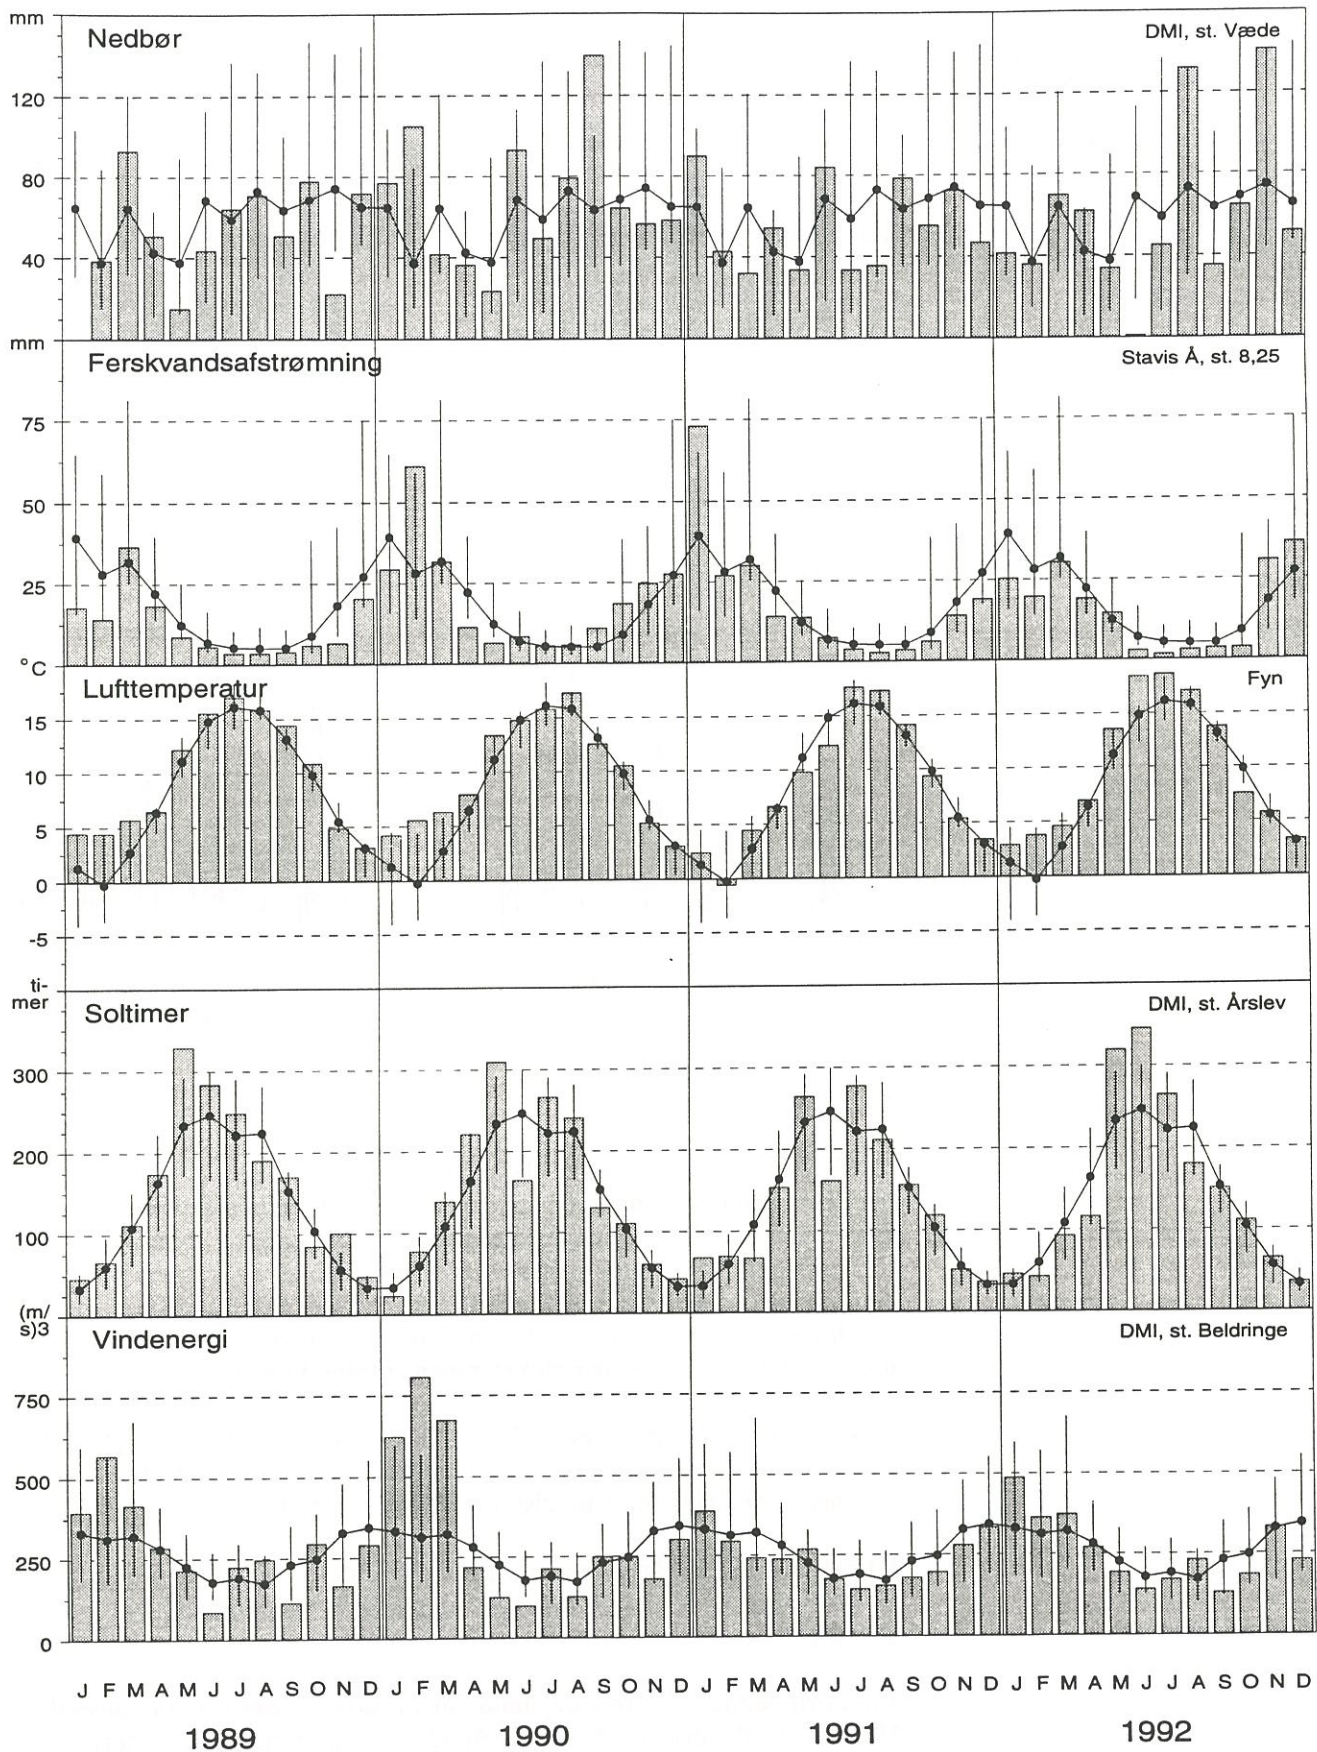 mm
Nedbør
DMI, st. Væde
120
80
40
mm
Ferskvandsafstrømning
Stavis Å, st. 8,25
75
50
25
°C
Lufttemperatur
Fyn
15
10
5
0
-5
ti-
mer
Soltimer
DMI, st. Årslev
300
200
100
(m/
s)3
Vindenergi
DMI, st. Beldringe
750
500
250
0
J F M A M J J A S O N D J F M A M J J A S O N D J F M A M J J A S O N D J F M A M J J A S O N D
1989 1990 1991 1992